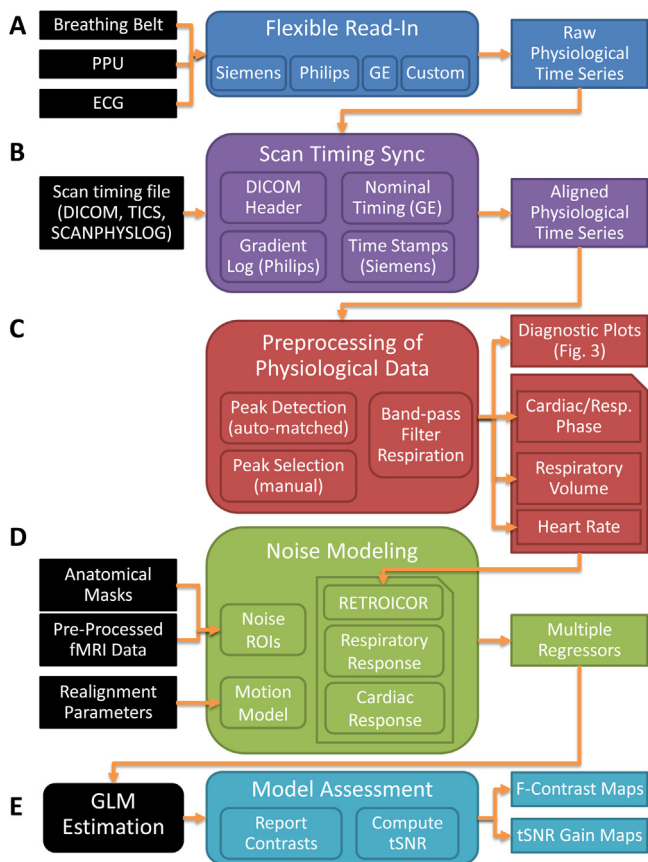 A
Breathing Belt
PPU
ECG
Flexible Read-In
Siemens
Philips
GE
Custom
Raw
Physiological
Time Series
B
Scan timing file
(DICOM, TICS,
SCANPHYSLOG)
Scan Timing Sync
DICOM
Header
Nominal
Timing (GE)
Gradient
Log (Philips)
Time Stamps
(Siemens)
Aligned
Physiological
Time Series
C
Preprocessing of
Physiological Data
Peak Detection
(auto-matched)
Peak Selection
(manual)
Band-pass
Filter
Respiration
Diagnostic Plots
(Fig. 3)
Cardiac/Resp.
Phase
Respiratory
Volume
Heart Rate
D
Anatomical
Masks
Pre-Processed
fMRI Data
Realignment
Parameters
Noise Modeling
Noise
ROIs
Motion
Model
RETROICOR
Respiratory
Response
Cardiac
Response
Multiple
Regressors
E
GLM
Estimation
Model Assessment
Report
Contrasts
Compute
tSNR
F-Contrast Maps
tSNR Gain Maps